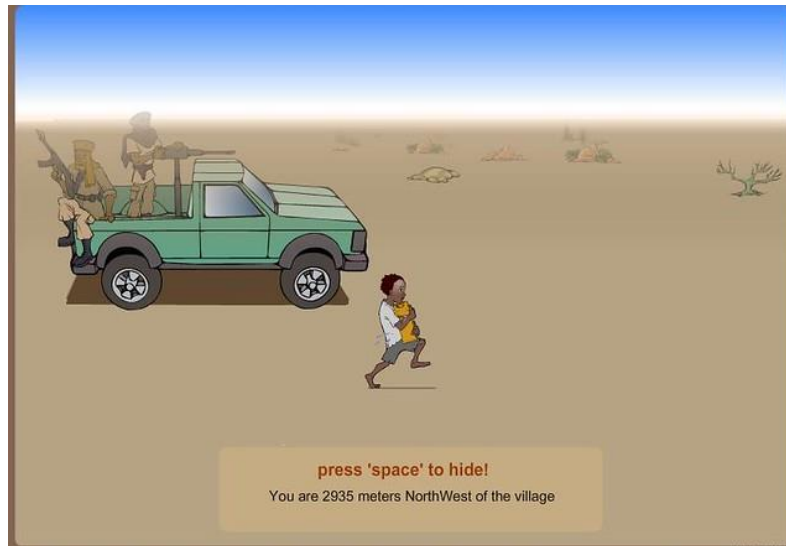 press 'space' to hide!
You are 2935 meters NorthWest of the village